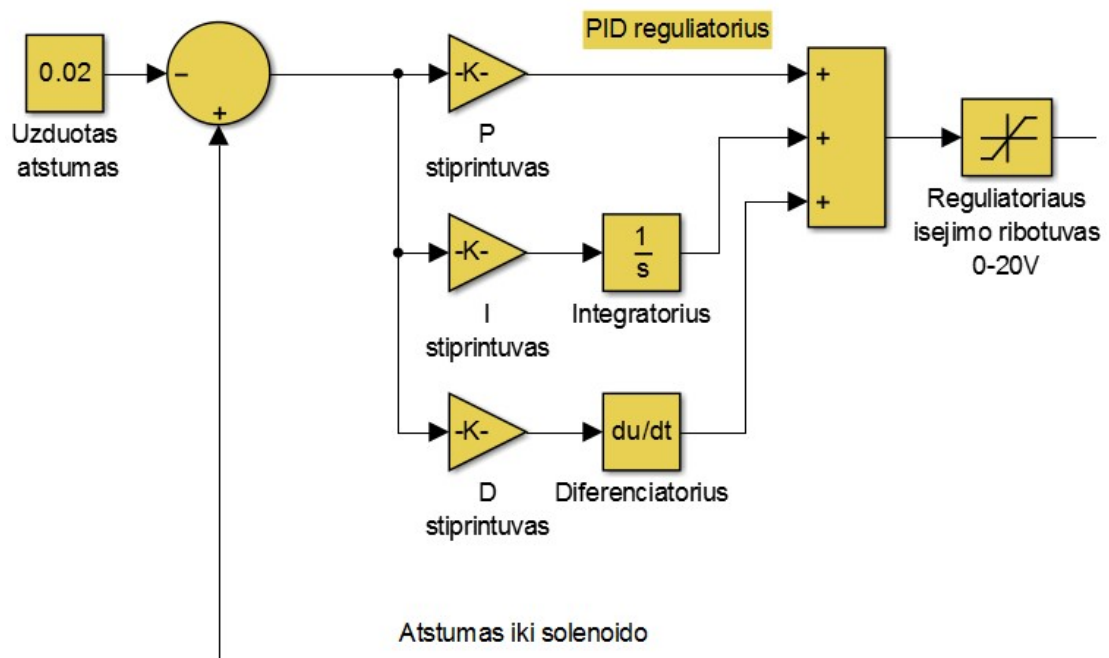 PID reguliatorius
0.02
−
+
Uzduotas
atstumas
-K-
P
stiprintuvas
+
+
+
Reguliatoriaus
isejimo ribotuvas
0-20V
-K-
I
stiprintuvas
1
s
Integratorius
-K-
D
stiprintuvas
du/dt
Diferenciatorius
Atstumas iki solenoido